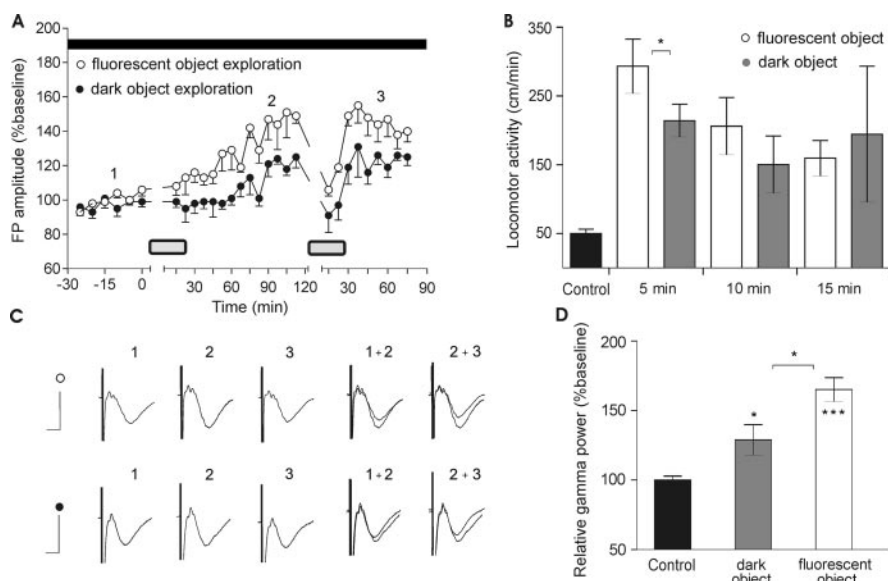 A
FP amplitude (%baseline)
200
180
160
140
120
100
80
60
fluorescent object exploration
dark object exploration
1
2
3
-30
-15
0
30
60
90
120
30
60
90
Time (min)
B
Locomotor activity (cm/min)
350
250
150
50
fluorescent object
dark object
*
Control
5 min
10 min
15 min
C
1
2
3
1+2
2+3
1
2
3
1+2
2+3
D
Relative gamma power (%baseline)
200
150
100
50
*
*
***
Control
dark object
fluorescent object